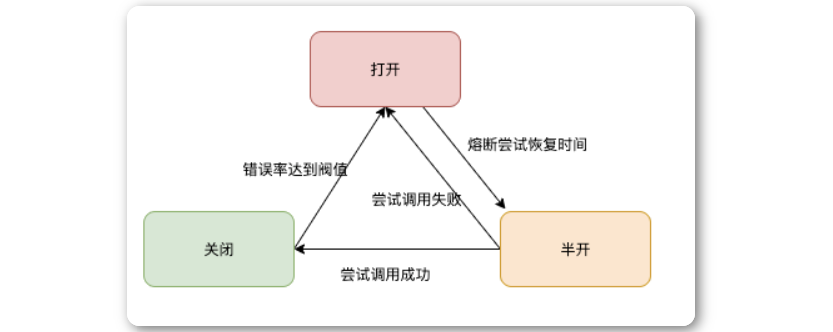 打开
熔断尝试恢复时间
错误率达到阀值
尝试调用失败
关闭
半开
尝试调用成功